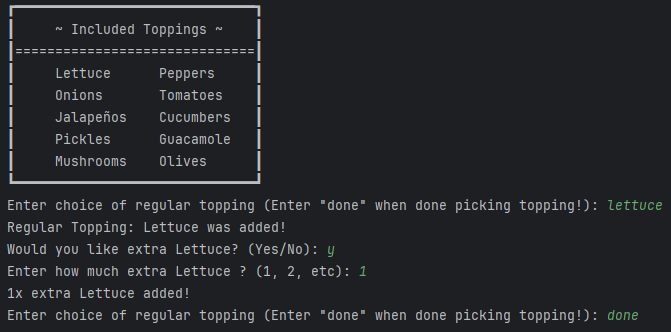 ~ Included Toppings ~
==============================
Lettuce Peppers
Onions Tomatoes
Jalapeños Cucumbers
Pickles Guacamole
Mushrooms Olives
Enter choice of regular topping (Enter "done" when done picking topping!): lettuce
Regular Topping: Lettuce was added!
Would you like extra Lettuce? (Yes/No): y
Enter how much extra Lettuce ? (1, 2, etc): 1
1x extra Lettuce added!
Enter choice of regular topping (Enter "done" when done picking topping!): done